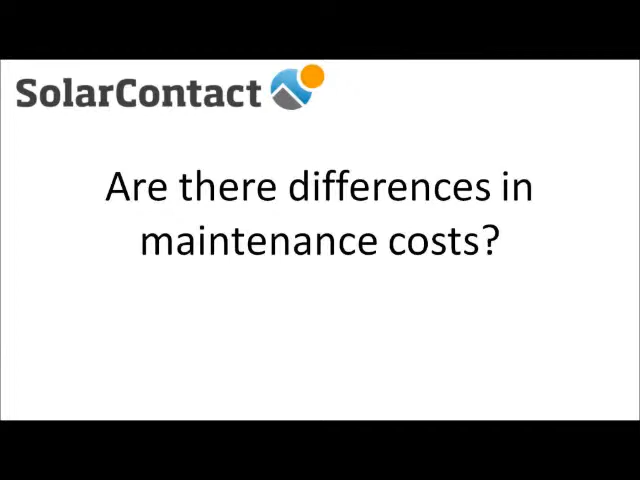 SolarContact
Are there differences in
maintenance costs?